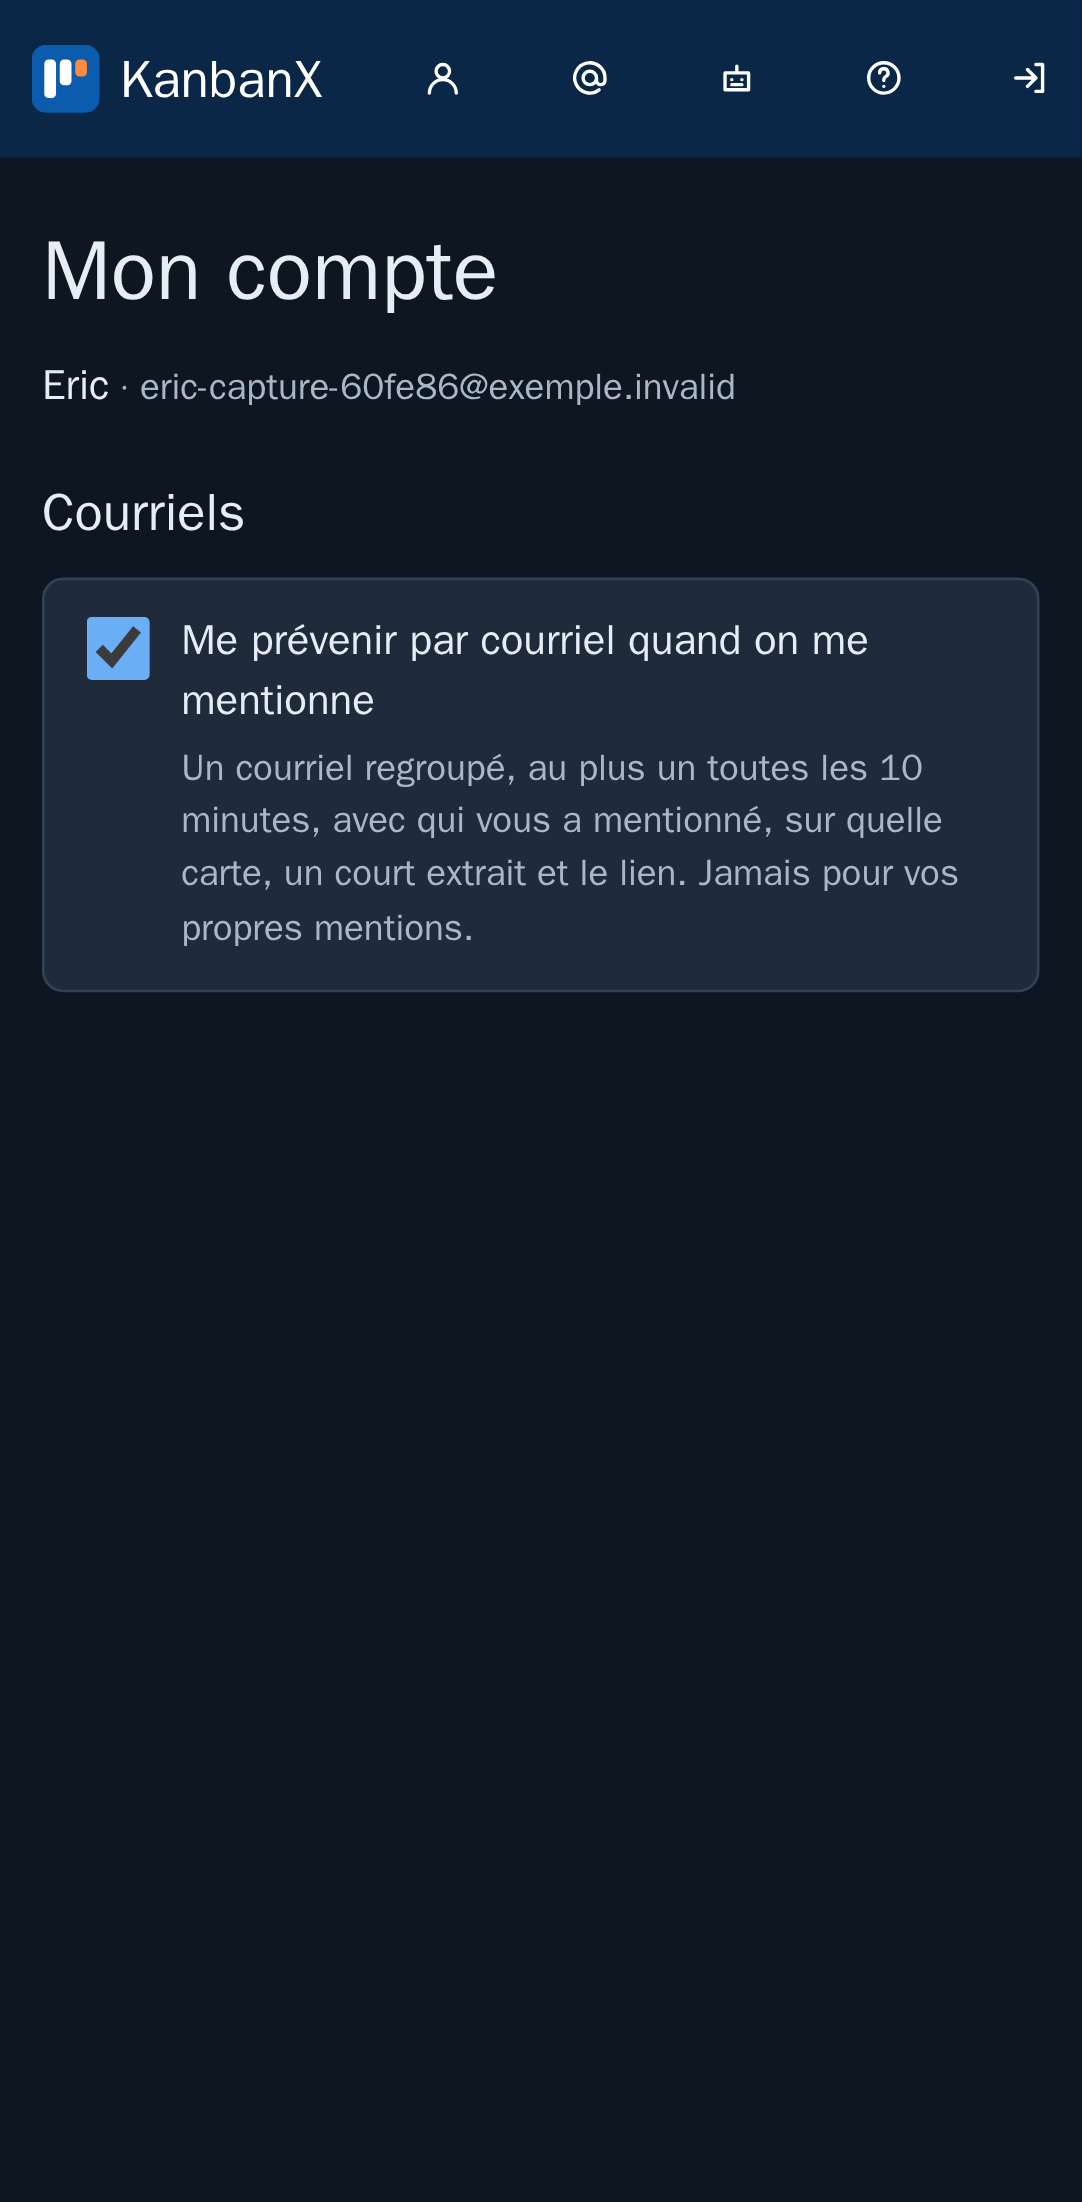 KanbanX
Mon compte
Eric · eric-capture-60fe86@exemple.invalid
Courriels
Me prévenir par courriel quand on me
mentionne
Un courriel regroupé, au plus un toutes les 10
minutes, avec qui vous a mentionné, sur quelle
carte, un court extrait et le lien. Jamais pour vos
propres mentions.